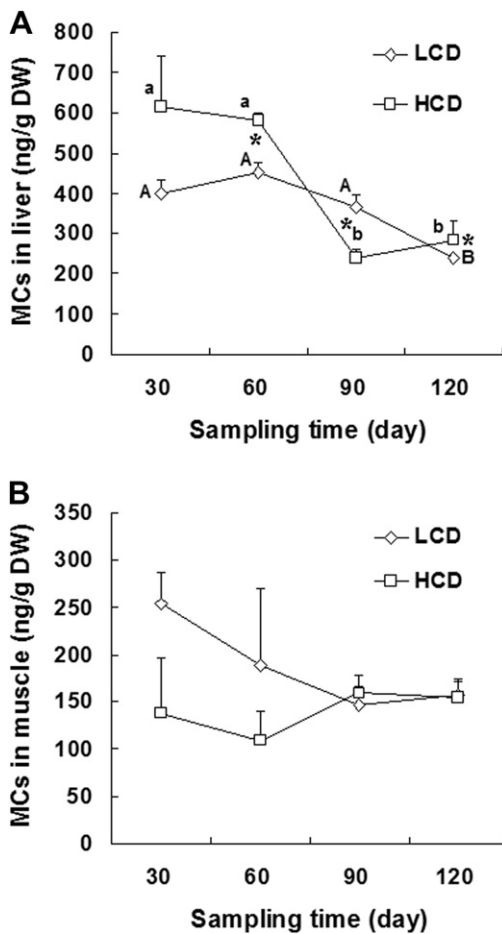 A
MCs in liver (ng/g DW)
800
700
600
500
400
300
200
100
0
LCD
HCD
a
a
*
A
A
A
*b
b
*
B
30 60 90 120
Sampling time (day)
B
MCs in muscle (ng/g DW)
350
300
250
200
150
100
50
0
LCD
HCD
30 60 90 120
Sampling time (day)